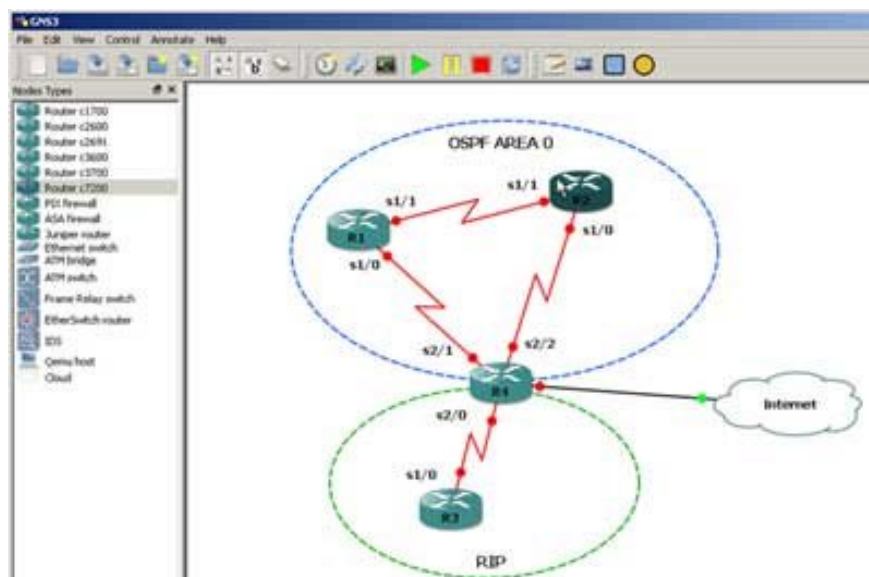 GNS3
File Edit View Control Annotate Help
Nodes Types
Router c1700
Router c2600
Router c2691
Router c3600
Router c3700
Router c7200
PIX firewall
ASA firewall
Juniper router
Ethernet switch
ATM bridge
ATM switch
Frame Relay switch
EtherSwitch router
IDS
Qemu host
Cloud
OSPF AREA 0
s1/1
R2
s1/1
R1
s1/0
s1/0
s2/1
s2/2
R4
s2/0
Internet
s1/0
R3
RIP